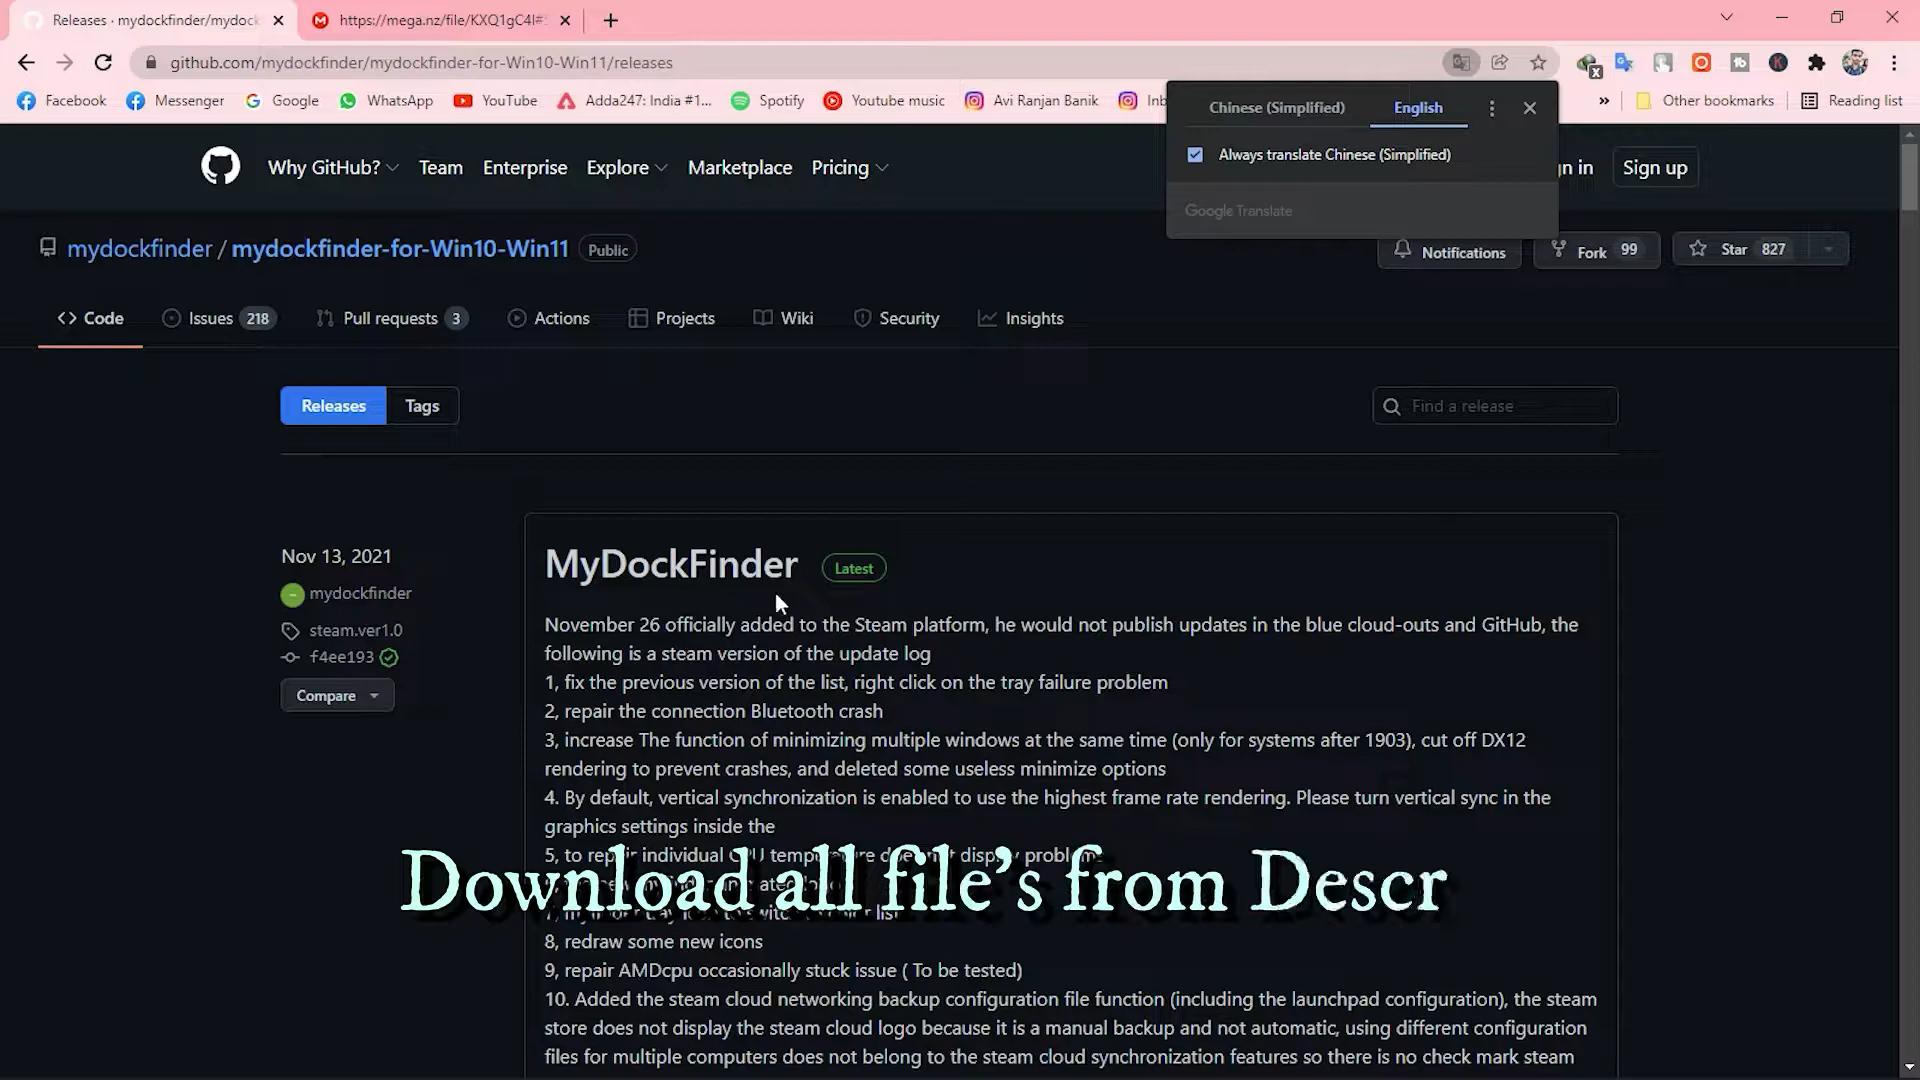 Releases · mydockfinder/mydock
https://mega.nz/file/KXQ1gC4I#
github.com/mydockfinder/mydockfinder-for-Win10-Win11/releases
Facebook
Messenger
Google
WhatsApp
YouTube
Adda247: India #1...
Spotify
Youtube music
Avi Ranjan Banik
Inb
»
Other bookmarks
Reading list
Chinese (Simplified)
English
Always translate Chinese (Simplified)
Google Translate
Why GitHub?
Team
Enterprise
Explore
Marketplace
Pricing
n in
Sign up
mydockfinder / mydockfinder-for-Win10-Win11
Public
Notifications
Fork 99
Star 827
Code
Issues 218
Pull requests 3
Actions
Projects
Wiki
Security
Insights
Releases
Tags
Find a release
Nov 13, 2021
mydockfinder
steam.ver1.0
f4ee193
Compare
MyDockFinder
Latest
November 26 officially added to the Steam platform, he would not publish updates in the blue cloud-outs and GitHub, the
following is a steam version of the update log
1, fix the previous version of the list, right click on the tray failure problem
2, repair the connection Bluetooth crash
3, increase The function of minimizing multiple windows at the same time (only for systems after 1903), cut off DX12
rendering to prevent crashes, and deleted some useless minimize options
4. By default, vertical synchronization is enabled to use the highest frame rate rendering. Please turn vertical sync in the
graphics settings inside the
5, to repair individual CPU temperature does not display problem
Download all file's from Descr
8, redraw some new icons
9, repair AMDcpu occasionally stuck issue ( To be tested)
10. Added the steam cloud networking backup configuration file function (including the launchpad configuration), the steam
store does not display the steam cloud logo because it is a manual backup and not automatic, using different configuration
files for multiple computers does not belong to the steam cloud synchronization features so there is no check mark steam